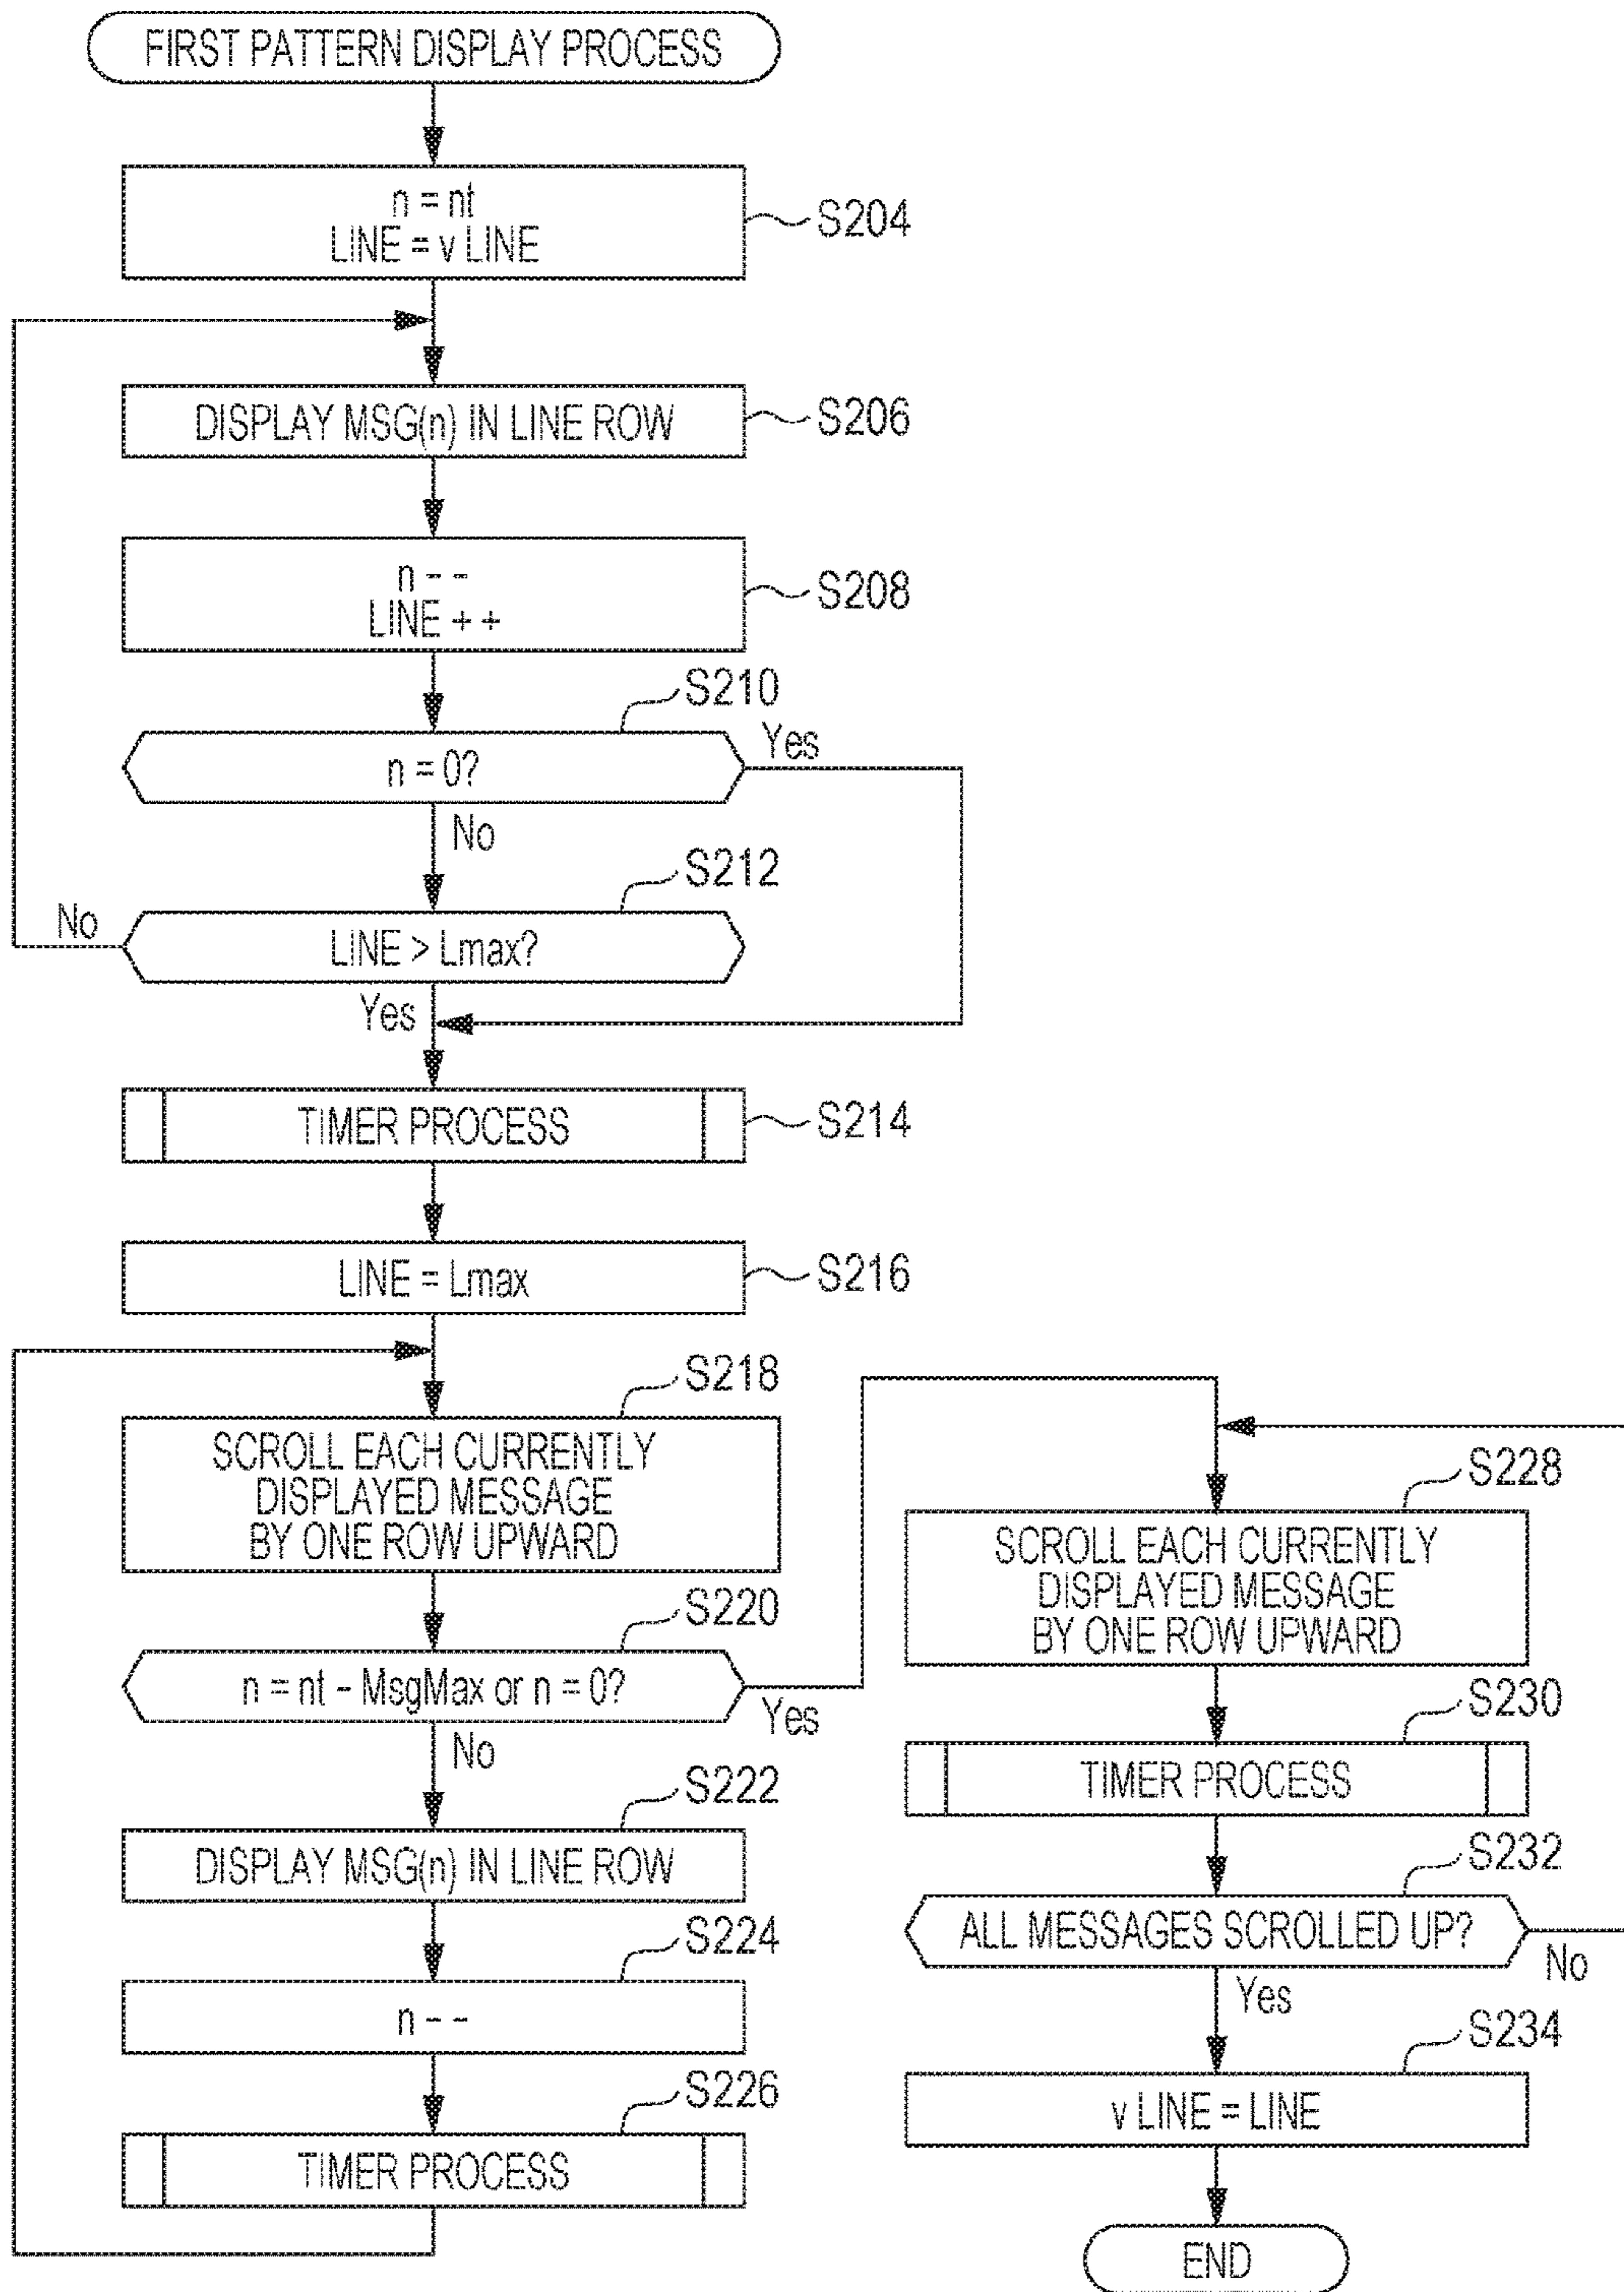 FIRST PATTERN DISPLAY PROCESS
n = nt
LINE = v LINE
S204
DISPLAY MSG(n) IN LINE ROW
S206
n - -
LINE + +
S208
S210
n = 0?
Yes
No
S212
LINE > Lmax?
No
Yes
TIMER PROCESS
S214
LINE = Lmax
S216
S218
SCROLL EACH CURRENTLY
DISPLAYED MESSAGE
BY ONE ROW UPWARD
S220
n = nt - MsgMax or n = 0?
Yes
No
S222
DISPLAY MSG(n) IN LINE ROW
S224
n - -
S226
TIMER PROCESS
S228
SCROLL EACH CURRENTLY
DISPLAYED MESSAGE
BY ONE ROW UPWARD
S230
TIMER PROCESS
S232
ALL MESSAGES SCROLLED UP?
No
Yes
S234
v LINE = LINE
END